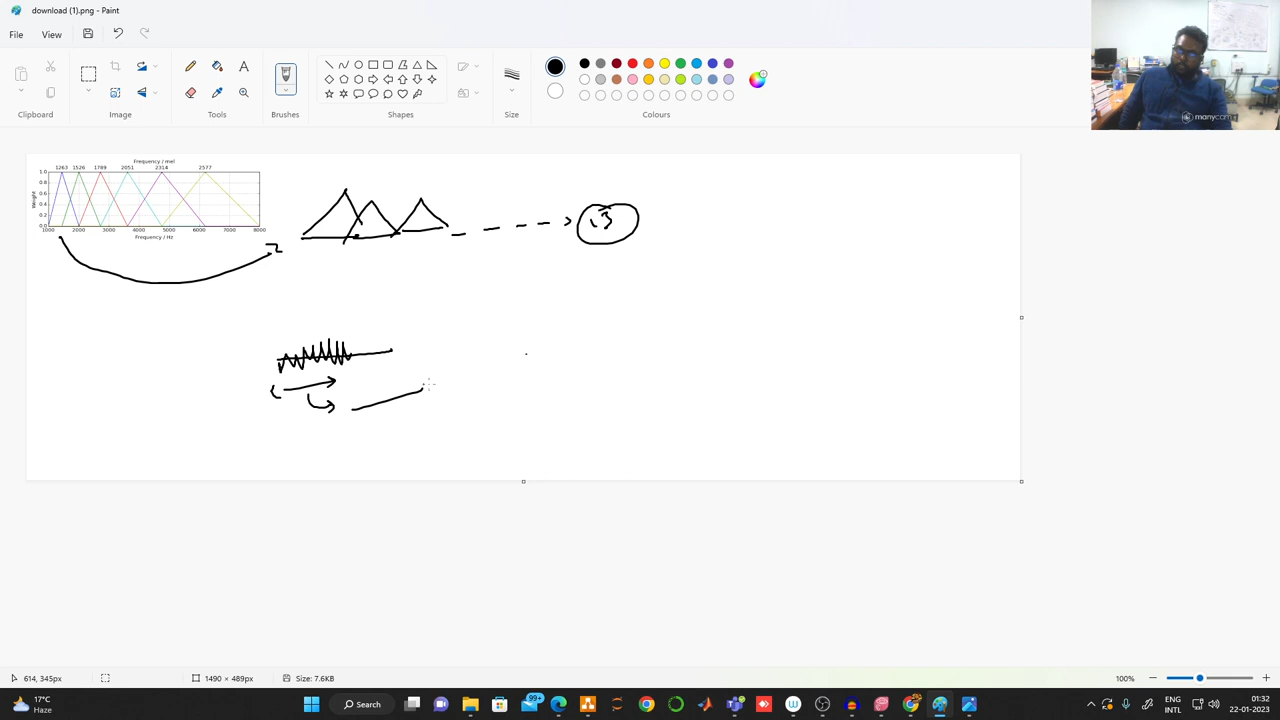 download (1).png - Paint
File View
Clipboard Image Tools Brushes Shapes Size Colours
manycam
Frequency / mel
1263 1526 1789 2051 2314 2577
1.0
0.8
0.6
0.4
0.2
0.0
Weight
1000 2000 3000 4000 5000 6000 7000 8000
Frequency / Hz
13
614, 345px 1490 × 489px Size: 7.6KB 100%
17°C
Haze
Search
99+
ENG
INTL
01:32
22-01-2023